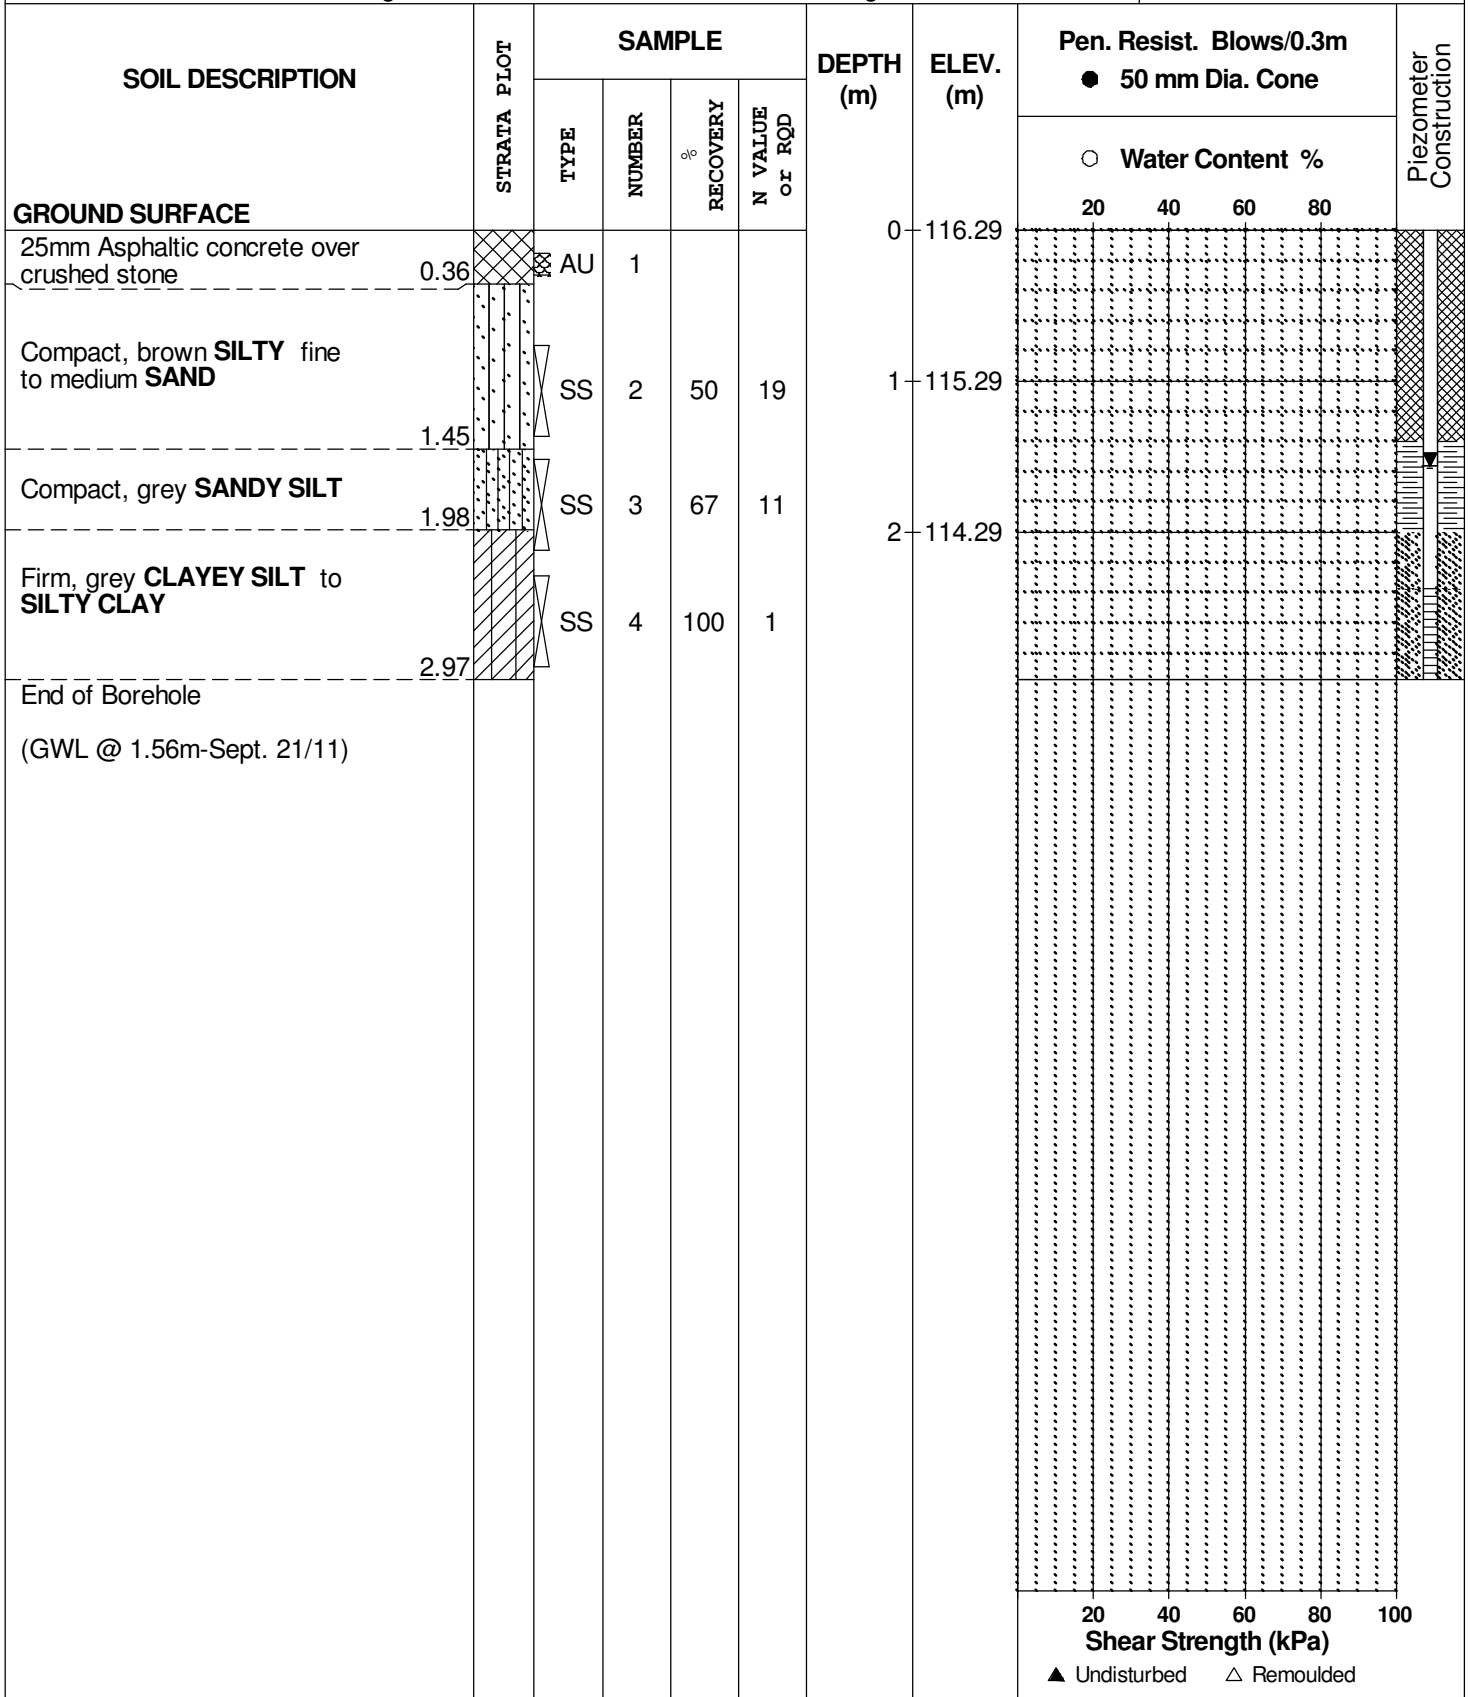 SOIL DESCRIPTION
STRATA PLOT
SAMPLE
TYPE
NUMBER
%
RECOVERY
N VALUE
or RQD
DEPTH
(m)
ELEV.
(m)
Pen. Resist. Blows/0.3m
● 50 mm Dia. Cone
○ Water Content %
20 40 60 80
Piezometer
Construction
GROUND SURFACE
0 116.29
25mm Asphaltic concrete over
crushed stone 0.36
AU 1
Compact, brown SILTY fine
to medium SAND
1.45
SS 2 50 19
1 115.29
Compact, grey SANDY SILT
1.98
SS 3 67 11
2 114.29
Firm, grey CLAYEY SILT to
SILTY CLAY
2.97
SS 4 100 1
End of Borehole
(GWL @ 1.56m-Sept. 21/11)
20 40 60 80 100
Shear Strength (kPa)
▲ Undisturbed △ Remoulded